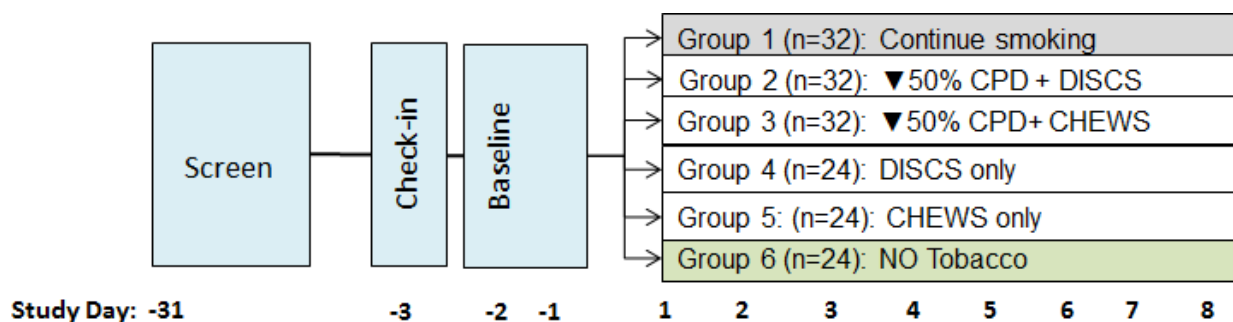 Screen
Check-in
Baseline
Group 1 (n=32): Continue smoking
Group 2 (n=32): ▼50% CPD + DISCS
Group 3 (n=32): ▼50% CPD+ CHEWS
Group 4 (n=24): DISCS only
Group 5: (n=24): CHEWS only
Group 6 (n=24): NO Tobacco
Study Day: -31 -3 -2 -1 1 2 3 4 5 6 7 8